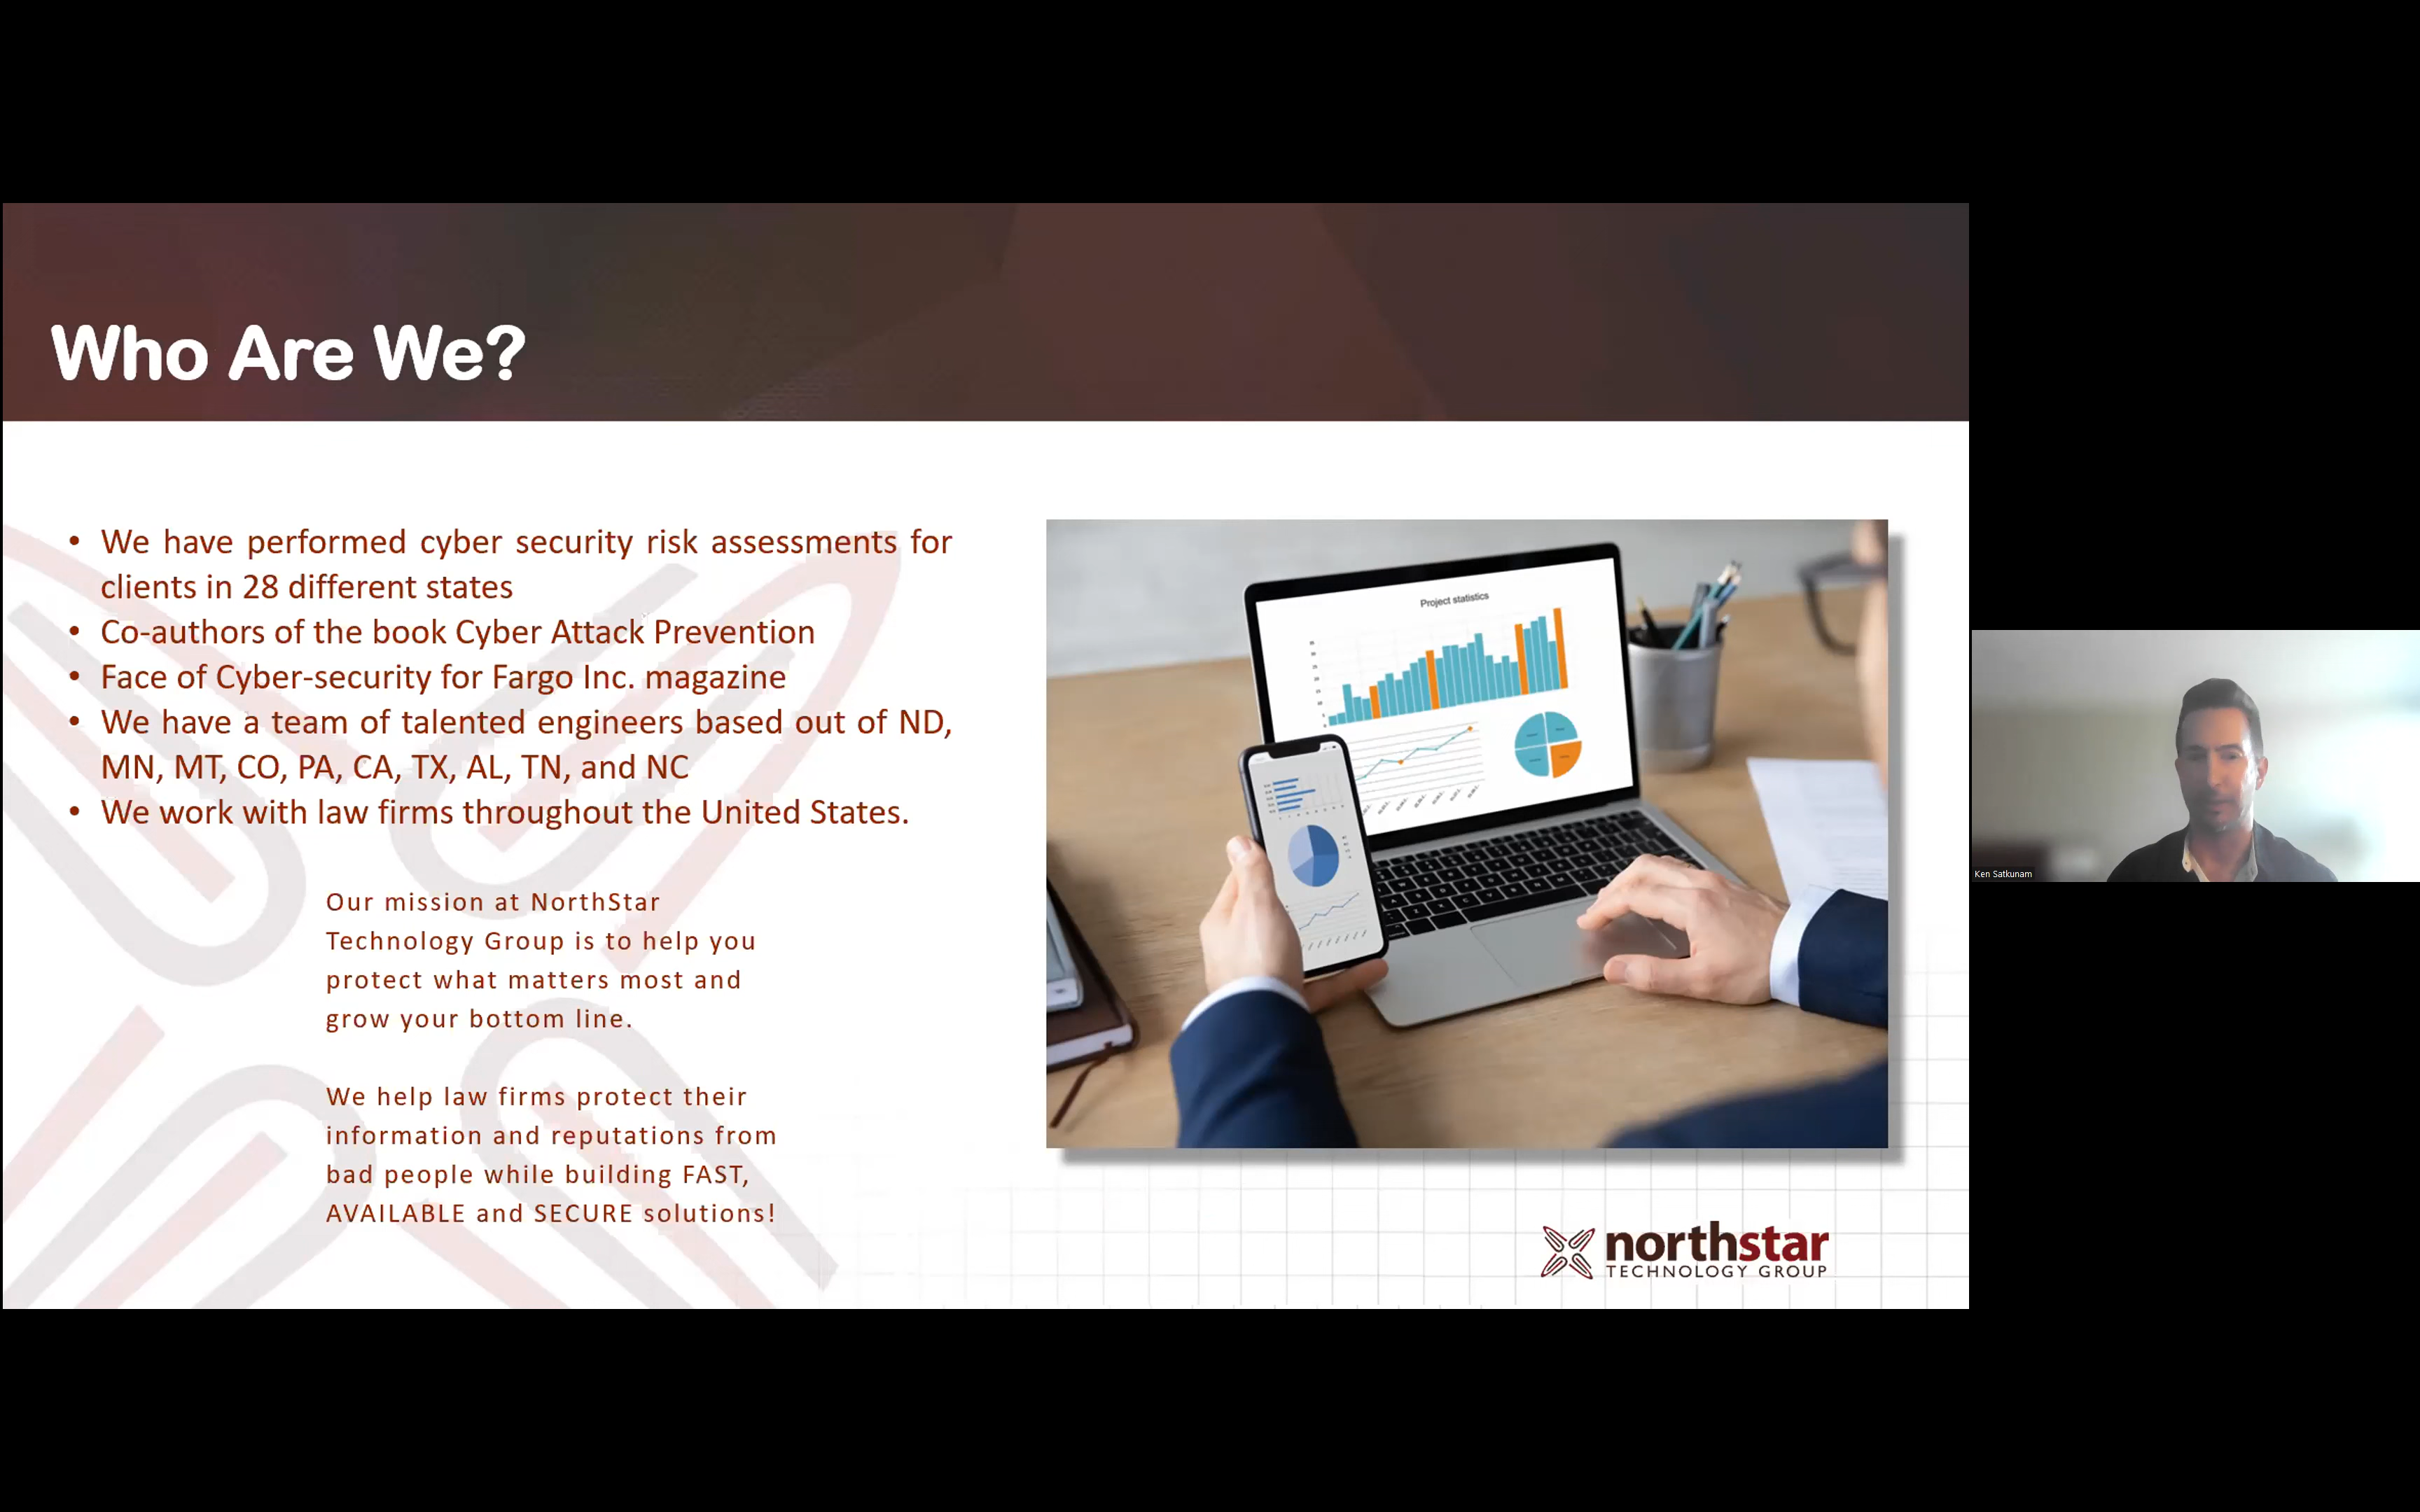 Who Are We?
• We have performed cyber security risk assessments for
clients in 28 different states
• Co-authors of the book Cyber Attack Prevention
• Face of Cyber-security for Fargo Inc. magazine
• We have a team of talented engineers based out of ND,
MN, MT, CO, PA, CA, TX, AL, TN, and NC
• We work with law firms throughout the United States.
Our mission at NorthStar
Technology Group is to help you
protect what matters most and
grow your bottom line.
We help law firms protect their
information and reputations from
bad people while building FAST,
AVAILABLE and SECURE solutions!
Project statistics
northstar
TECHNOLOGY GROUP
Ken Satkunam